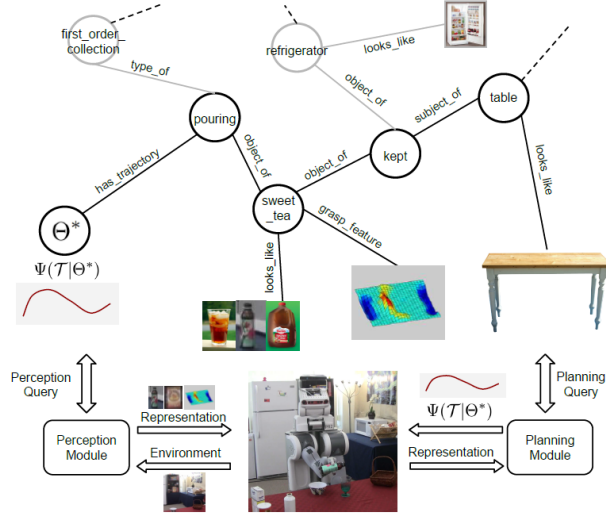 first_order_
collection
refrigerator
looks_like
type_of
object_of
table
pouring
subject_of
has_trajectory
object_of
object_of
kept
looks_like
sweet
_tea
grasp_feature
Θ*
Ψ(𝒯|Θ*)
looks_like
Perception
Query
Planning
Query
Representation
Ψ(𝒯|Θ*)
Perception
Module
Environment
Representation
Planning
Module